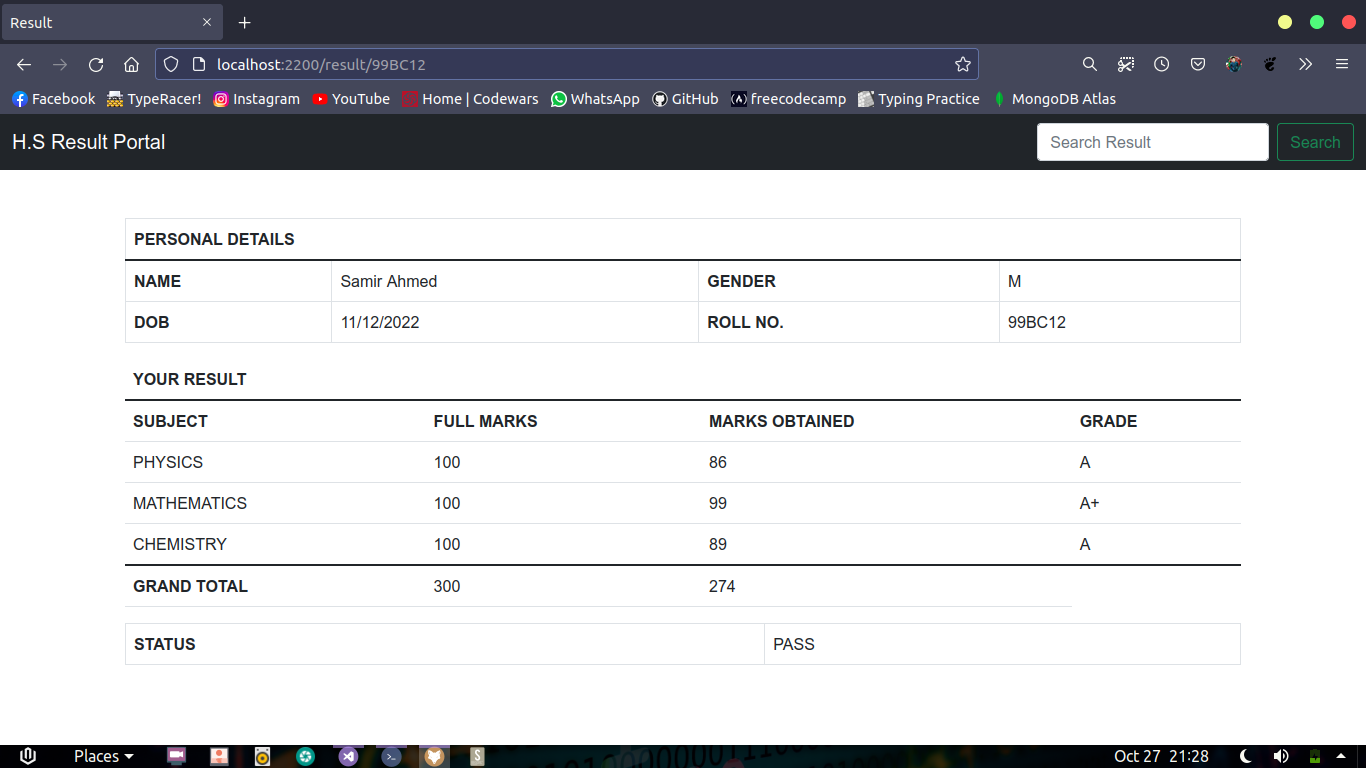 Result
localhost:2200/result/99BC12
Facebook TypeRacer! Instagram YouTube Home | Codewars WhatsApp GitHub freecodecamp Typing Practice MongoDB Atlas
H.S Result Portal Search Result Search
PERSONAL DETAILS
NAME Samir Ahmed GENDER M
DOB 11/12/2022 ROLL NO. 99BC12
YOUR RESULT
SUBJECT FULL MARKS MARKS OBTAINED GRADE
PHYSICS 100 86 A
MATHEMATICS 100 99 A+
CHEMISTRY 100 89 A
GRAND TOTAL 300 274
STATUS PASS
Places Oct 27 21:28